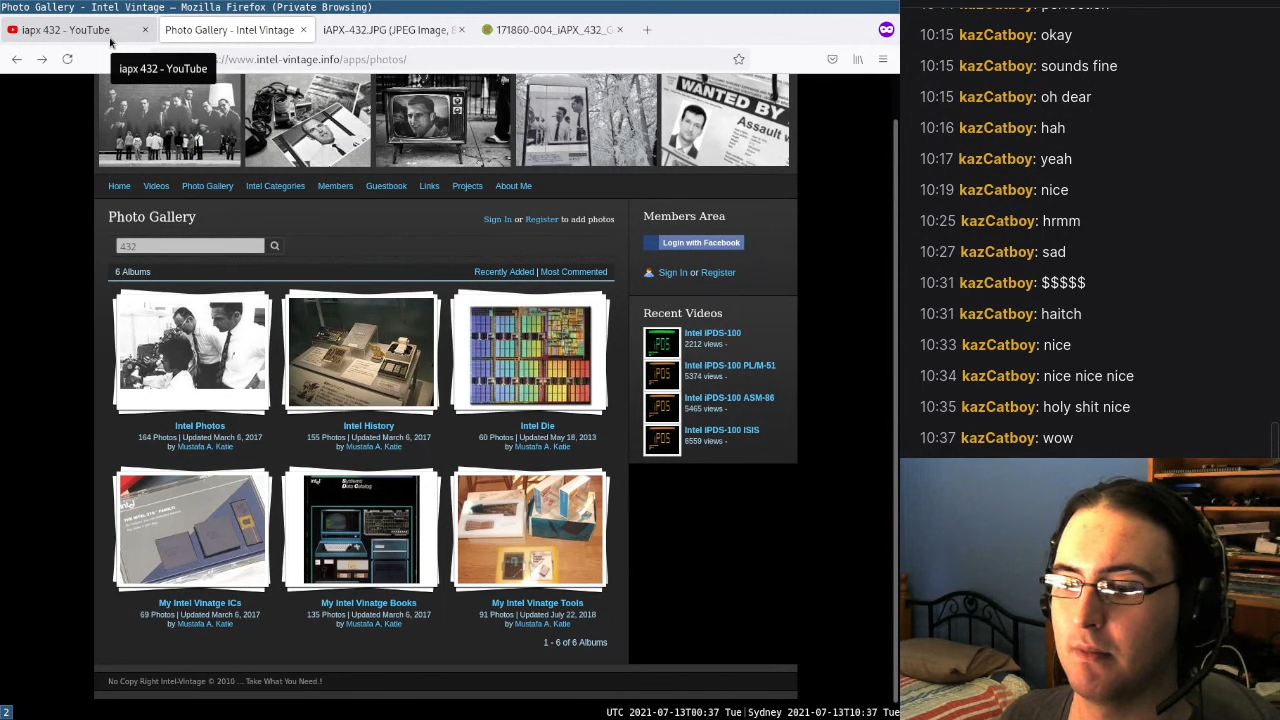 Photo Gallery - Intel Vintage — Mozilla Firefox (Private Browsing)
iapx 432 - YouTube
Photo Gallery - Intel Vintage
iAPX-432.JPG (JPEG Image, 8
171860-004_iAPX_432_G
iapx 432 - YouTube
www.intel-vintage.info/apps/photos/
WANTED BY
Assault
Home Videos Photo Gallery Intel Categories Members Guestbook Links Projects About Me
Photo Gallery
Sign In or Register to add photos
432
6 Albums
Recently Added | Most Commented
Intel Photos
164 Photos | Updated March 6, 2017
by Mustafa A. Katie
Intel History
155 Photos | Updated March 6, 2017
by Mustafa A. Katie
Intel Die
60 Photos | Updated May 18, 2013
by Mustafa A. Katie
intel
Systems
Data Catalog
My Intel Vinatge ICs
69 Photos | Updated March 6, 2017
by Mustafa A. Katie
My Intel Vinatge Books
135 Photos | Updated March 6, 2017
by Mustafa A. Katie
My Intel Vinatge Tools
91 Photos | Updated July 22, 2018
by Mustafa A. Katie
1 - 6 of 6 Albums
Members Area
Login with Facebook
Sign In or Register
Recent Videos
Intel iPDS-100
2212 views -
Intel iPDS-100 PL/M-51
5374 views -
Intel iPDS-100 ASM-86
5465 views -
Intel iPDS-100 ISIS
6559 views -
No Copy Right Intel-Vintage © 2010 ... Take What You Need.!
2
UTC 2021-07-13T00:37 Tue Sydney 2021-07-13T10:37 Tue
10:15 kazCatboy: okay
10:15 kazCatboy: sounds fine
10:15 kazCatboy: oh dear
10:16 kazCatboy: hah
10:17 kazCatboy: yeah
10:19 kazCatboy: nice
10:25 kazCatboy: hrmm
10:27 kazCatboy: sad
10:31 kazCatboy: $$$$$
10:31 kazCatboy: haitch
10:33 kazCatboy: nice
10:34 kazCatboy: nice nice nice
10:35 kazCatboy: holy shit nice
10:37 kazCatboy: wow